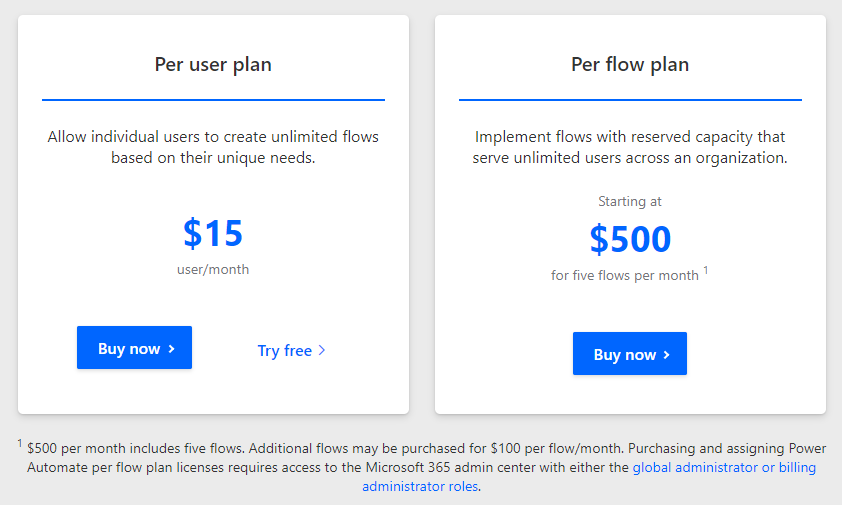 Per user plan
Allow individual users to create unlimited flows
based on their unique needs.
$15
user/month
Buy now >
Try free >
Per flow plan
Implement flows with reserved capacity that
serve unlimited users across an organization.
Starting at
$500
for five flows per month 1
Buy now >
1 $500 per month includes five flows. Additional flows may be purchased for $100 per flow/month. Purchasing and assigning Power
Automate per flow plan licenses requires access to the Microsoft 365 admin center with either the global administrator or billing
administrator roles.